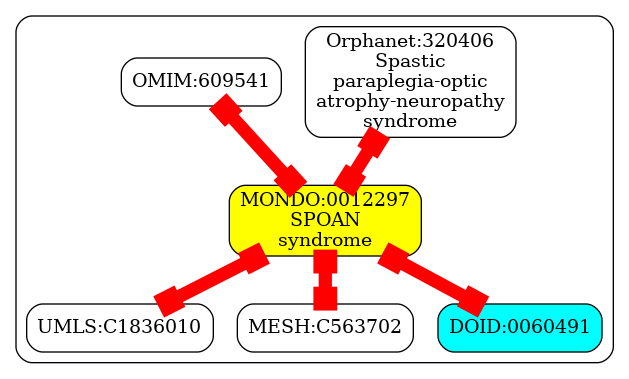 OMIM:609541
Orphanet:320406
Spastic
paraplegia-optic
atrophy-neuropathy
syndrome
MONDO:0012297
SPOAN
syndrome
UMLS:C1836010
MESH:C563702
DOID:0060491